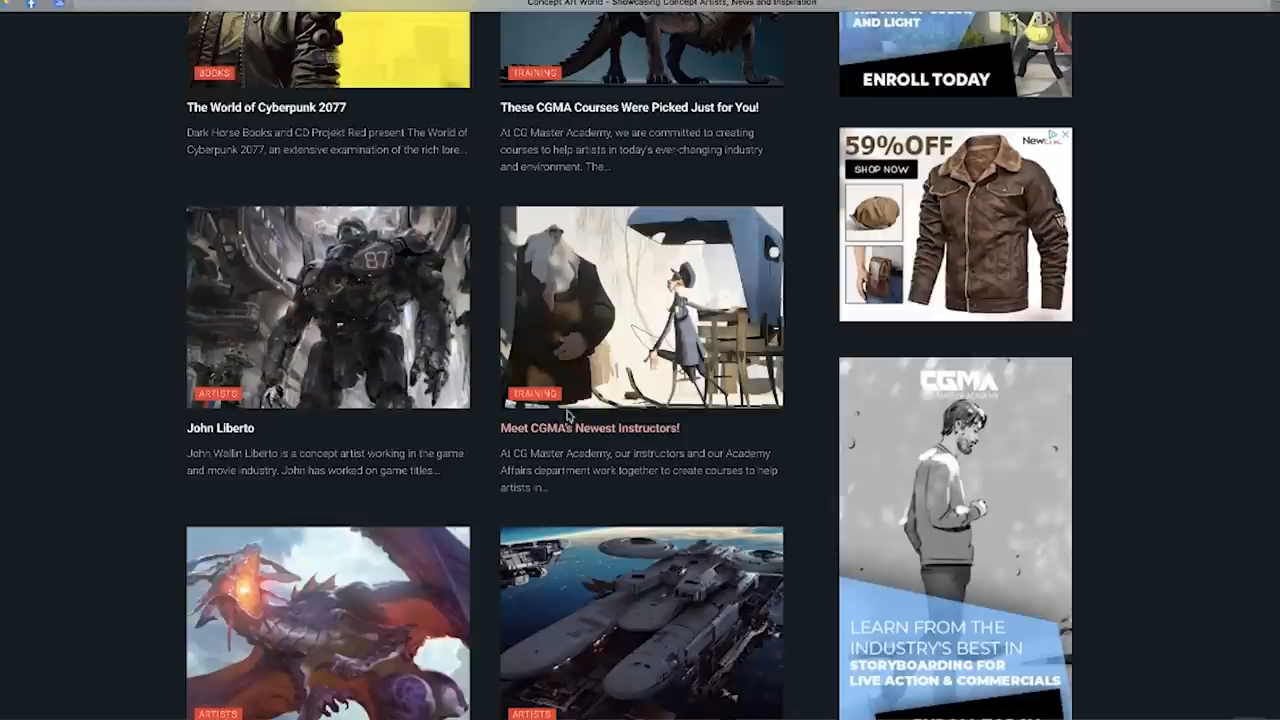 Concept Art World – Showcasing Concept Artists, News and Inspiration
BOOKS
The World of Cyberpunk 2077
Dark Horse Books and CD Projekt Red present The World of
Cyberpunk 2077, an extensive examination of the rich lore...
TRAINING
These CGMA Courses Were Picked Just for You!
At CG Master Academy, we are committed to creating
courses to help artists in today's ever-changing industry
and environment. The...
87
ARTISTS
John Liberto
John Wallin Liberto is a concept artist working in the game
and movie industry. John has worked on game titles...
TRAINING
Meet CGMA's Newest Instructors!
At CG Master Academy, our instructors and our Academy
Affairs department work together to create courses to help
artists in...
ARTISTS
ARTISTS
AND LIGHT
ENROLL TODAY
59%OFF
SHOP NOW
CGMA
LEARN FROM THE
INDUSTRY'S BEST IN
STORYBOARDING FOR
LIVE ACTION & COMMERCIALS